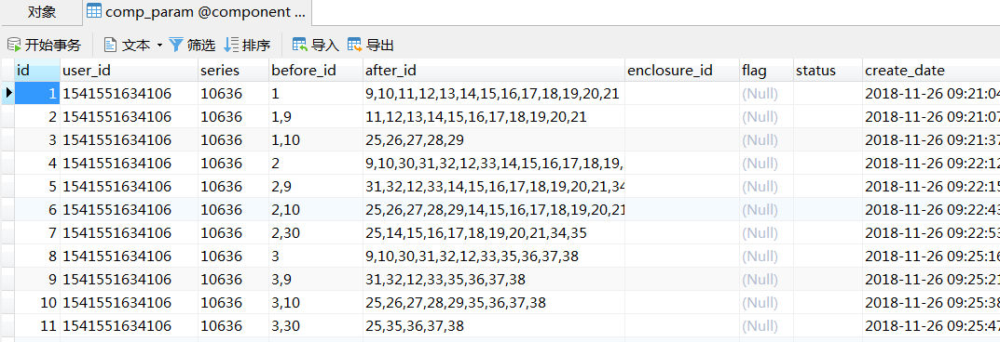 对象 comp_param @component ...
开始事务 文本 筛选 排序 导入 导出
id user_id series before_id after_id enclosure_id flag status create_date
1 1541551634106 10636 1 9,10,11,12,13,14,15,16,17,18,19,20,21 (Null) 2018-11-26 09:21:04
2 1541551634106 10636 1,9 11,12,13,14,15,16,17,18,19,20,21 (Null) 2018-11-26 09:21:07
3 1541551634106 10636 1,10 25,26,27,28,29 (Null) 2018-11-26 09:21:37
4 1541551634106 10636 2 9,10,30,31,32,12,33,14,15,16,17,18,19, (Null) 2018-11-26 09:22:12
5 1541551634106 10636 2,9 31,32,12,33,14,15,16,17,18,19,20,21,34 (Null) 2018-11-26 09:22:15
6 1541551634106 10636 2,10 25,26,27,28,29,14,15,16,17,18,19,20,21 (Null) 2018-11-26 09:22:43
7 1541551634106 10636 2,30 25,14,15,16,17,18,19,20,21,34,35 (Null) 2018-11-26 09:22:53
8 1541551634106 10636 3 9,10,30,31,32,12,33,35,36,37,38 (Null) 2018-11-26 09:25:16
9 1541551634106 10636 3,9 31,32,12,33,35,36,37,38 (Null) 2018-11-26 09:25:21
10 1541551634106 10636 3,10 25,26,27,28,29,35,36,37,38 (Null) 2018-11-26 09:25:38
11 1541551634106 10636 3,30 25,35,36,37,38 (Null) 2018-11-26 09:25:47